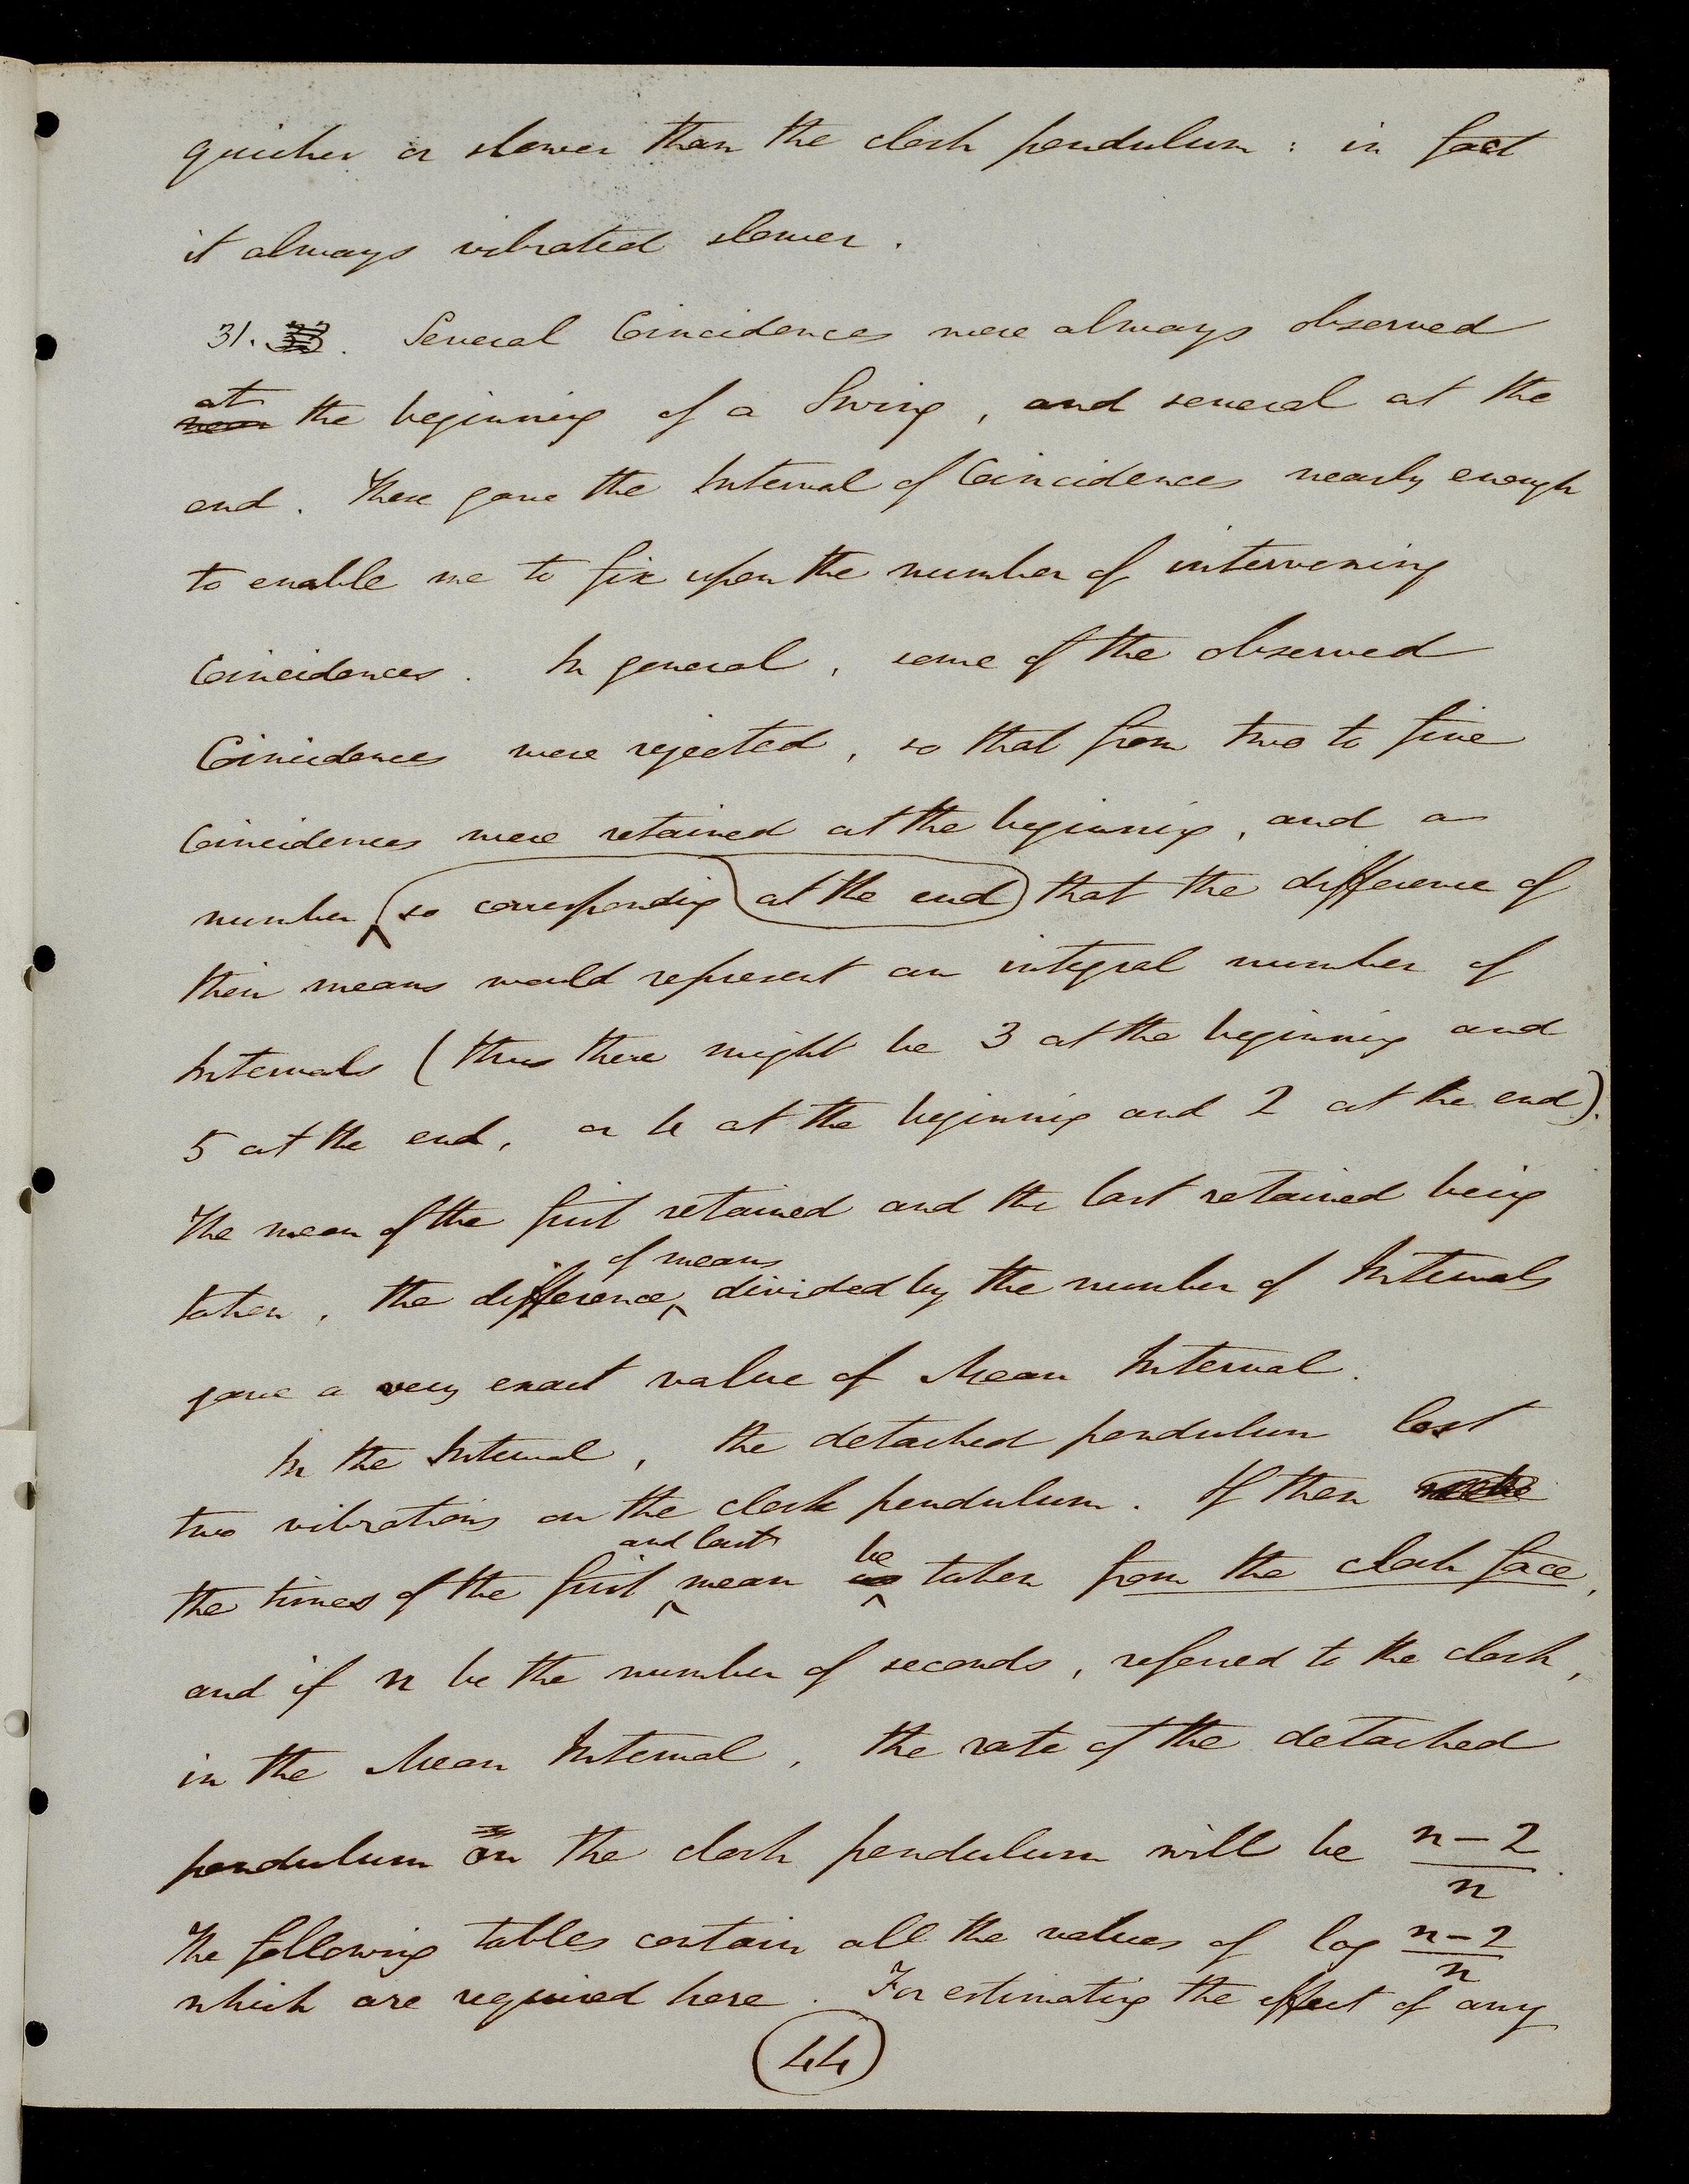 quicker or slower than the clock pendulum : in fact
it always vibrated slower .
31. 33 . Several Coincidences were always observed
at
near the beginning of a Swing , and several at the
end . These gave the Interval of Coincidences nearly enough
to enable me to fix upon the number of intervening
Coincidences . In general , some of the observed
Coincidences were rejected , so that from two to five
Coincidences were retained at the beginning , and a
number so corresponding at the end that the difference of
their means would represent an integral number of
Intervals ( thus there might be 3 at the beginning and
5 at the end , or 4 at the beginning and 2 at the end ) .
The mean of the first retained and the last retained being
of means
taken , the difference ‸ divided by the number of Intervals
gave a very exact value of Mean Interval .
In the Interval , the detached pendulum lost
two vibrations on the clock pendulum . If then
and last be
the times of the first ‸ mean ‸ taken from the clock face ,
and if n be the number of seconds , referred to the clock ,
in the Mean Interval , the rate of the detached
pendulum on the clock pendulum will be n-2/n .
The following tables contain all the values of log n-2/n
which are required here . For estimating the effect of any
44